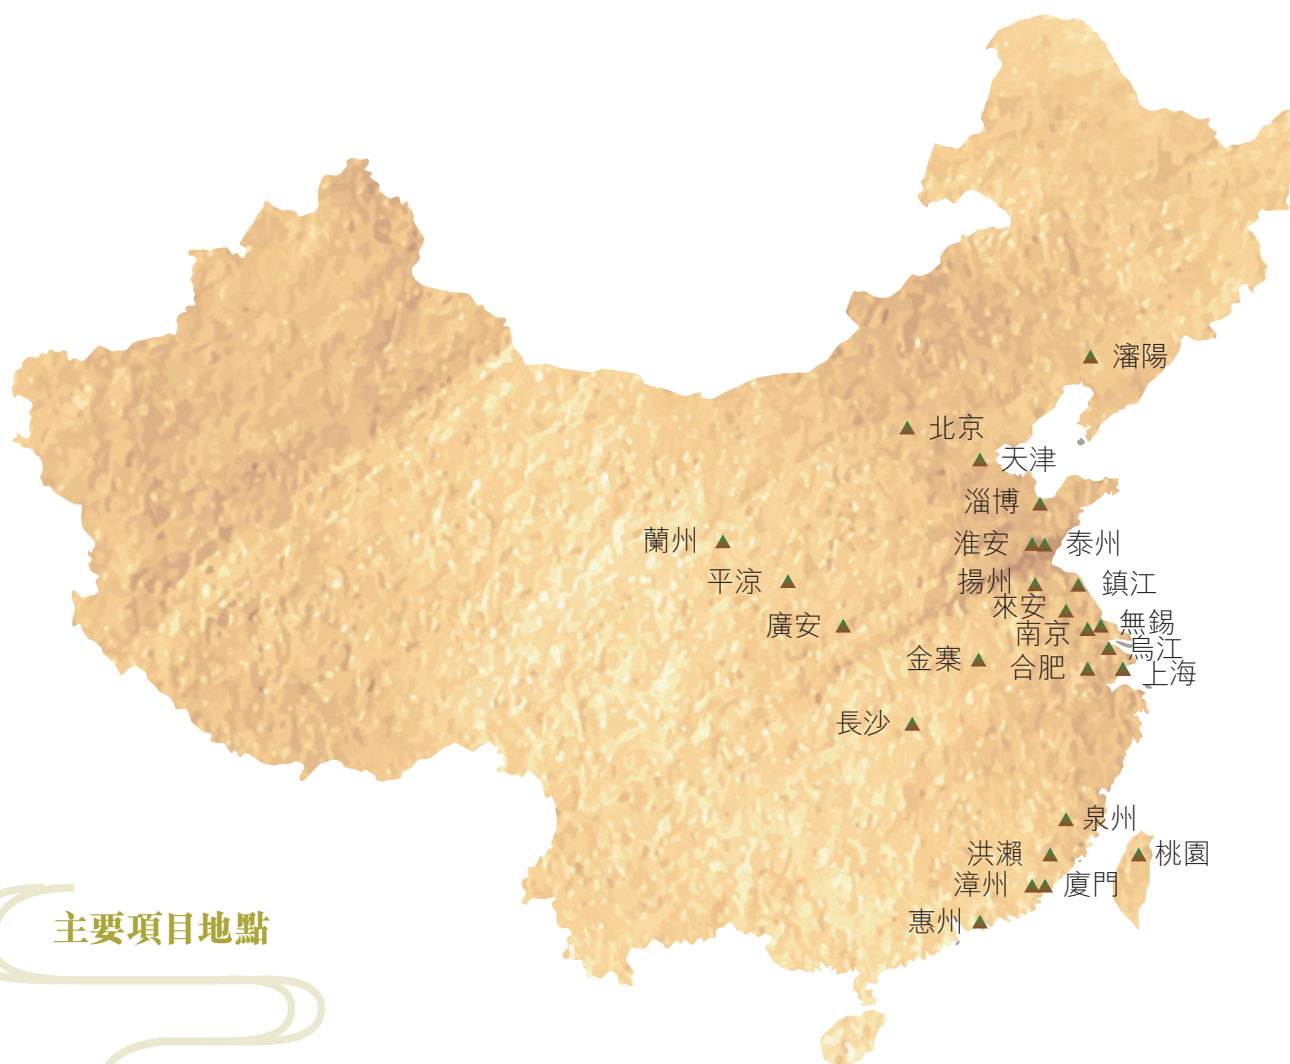 瀋陽
北京
天津
淄博
蘭州
淮安
泰州
平涼
揚州
鎮江
來安
廣安
無錫
南京
烏江
金寨
合肥
上海
長沙
泉州
洪瀨
桃園
漳州
廈門
惠州
主要項目地點